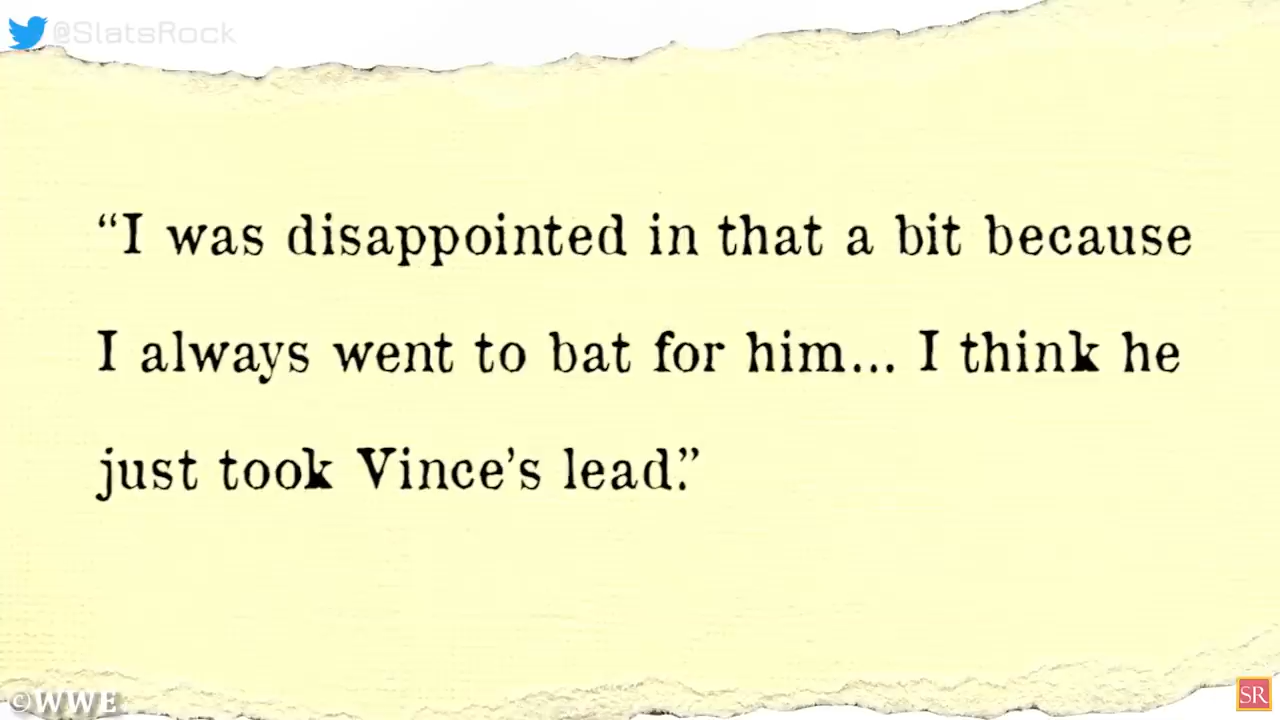 @SlatsRock
“I was disappointed in that a bit because
I always went to bat for him... I think he
just took Vince’s lead.”
©WWE
SR